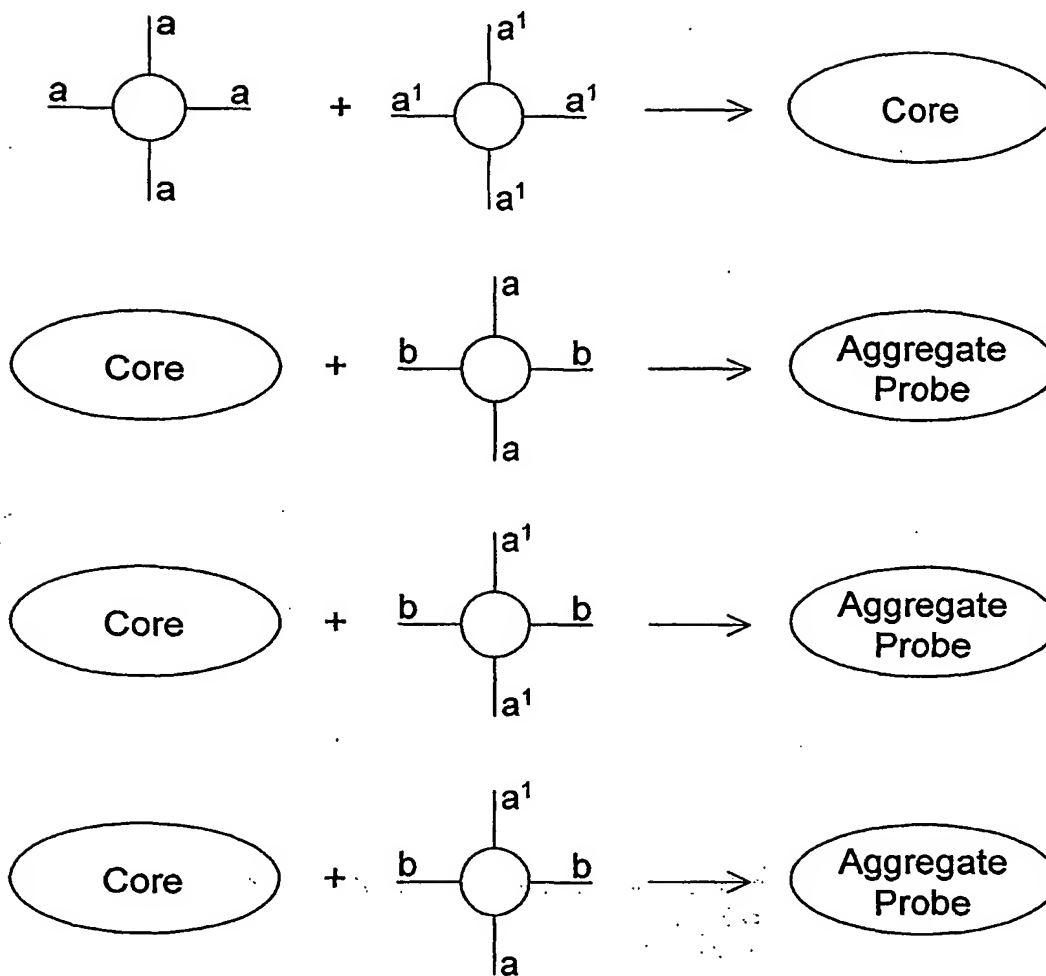 a a¹
a a + a¹ a¹ Core
a a¹
a
Core + b b Aggregate
Probe
a
a¹
Core + b b Aggregate
Probe
a¹
a¹
Core + b b Aggregate
Probe
a